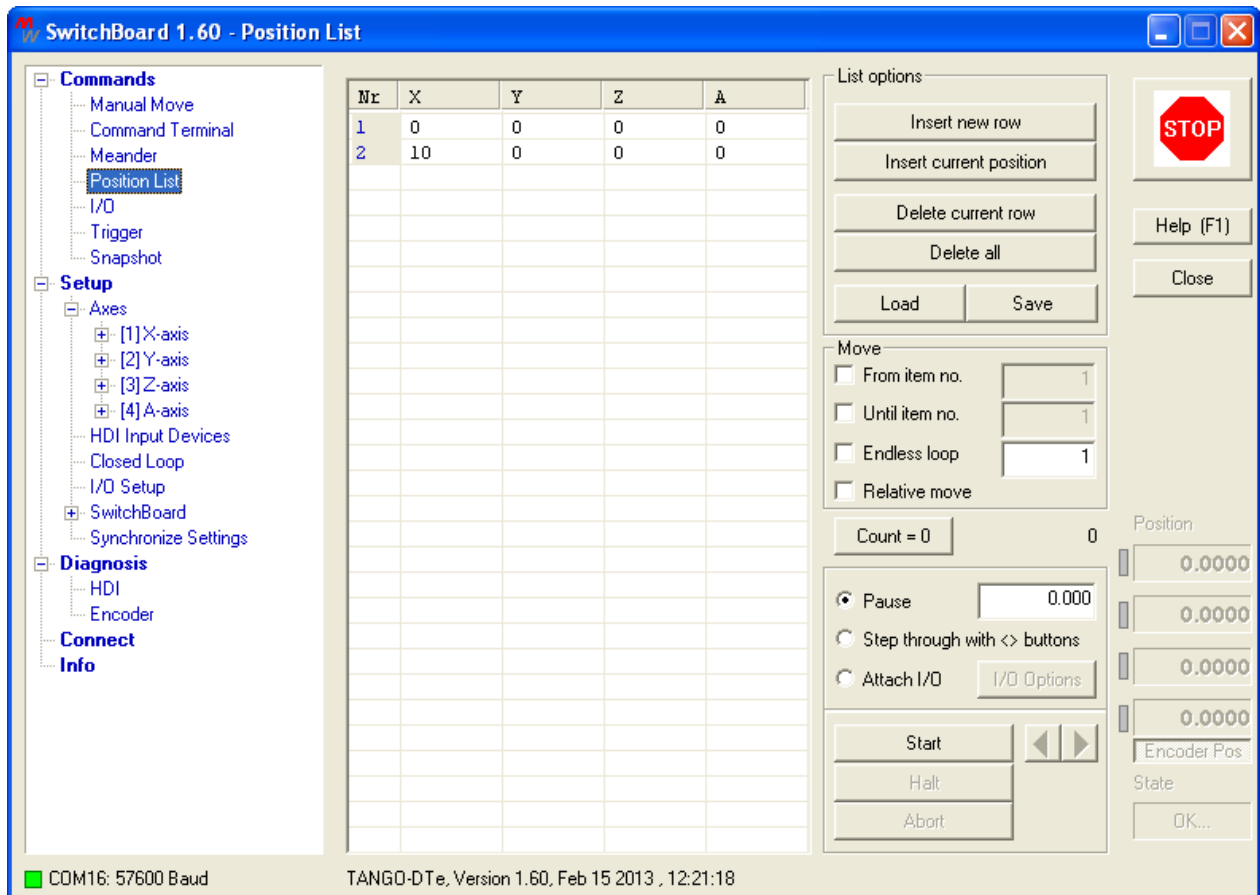 SwitchBoard 1.60 - Position List
Commands
Manual Move
Command Terminal
Meander
Position List
I/O
Trigger
Snapshot
Setup
Axes
[1] X-axis
[2] Y-axis
[3] Z-axis
[4] A-axis
HDI Input Devices
Closed Loop
I/O Setup
SwitchBoard
Synchronize Settings
Diagnosis
HDI
Encoder
Connect
Info
Nr X Y Z A
1 0 0 0 0
2 10 0 0 0
List options
Insert new row
Insert current position
Delete current row
Delete all
Load Save
Move
From item no. 1
Until item no. 1
Endless loop 1
Relative move
Count = 0 0
Pause 0.000
Step through with <> buttons
Attach I/O I/O Options
Start
Halt
Abort
STOP
Help (F1)
Close
Position
0.0000
0.0000
0.0000
0.0000
Encoder Pos
State
OK...
COM16: 57600 Baud TANGO-DTe, Version 1.60, Feb 15 2013 , 12:21:18